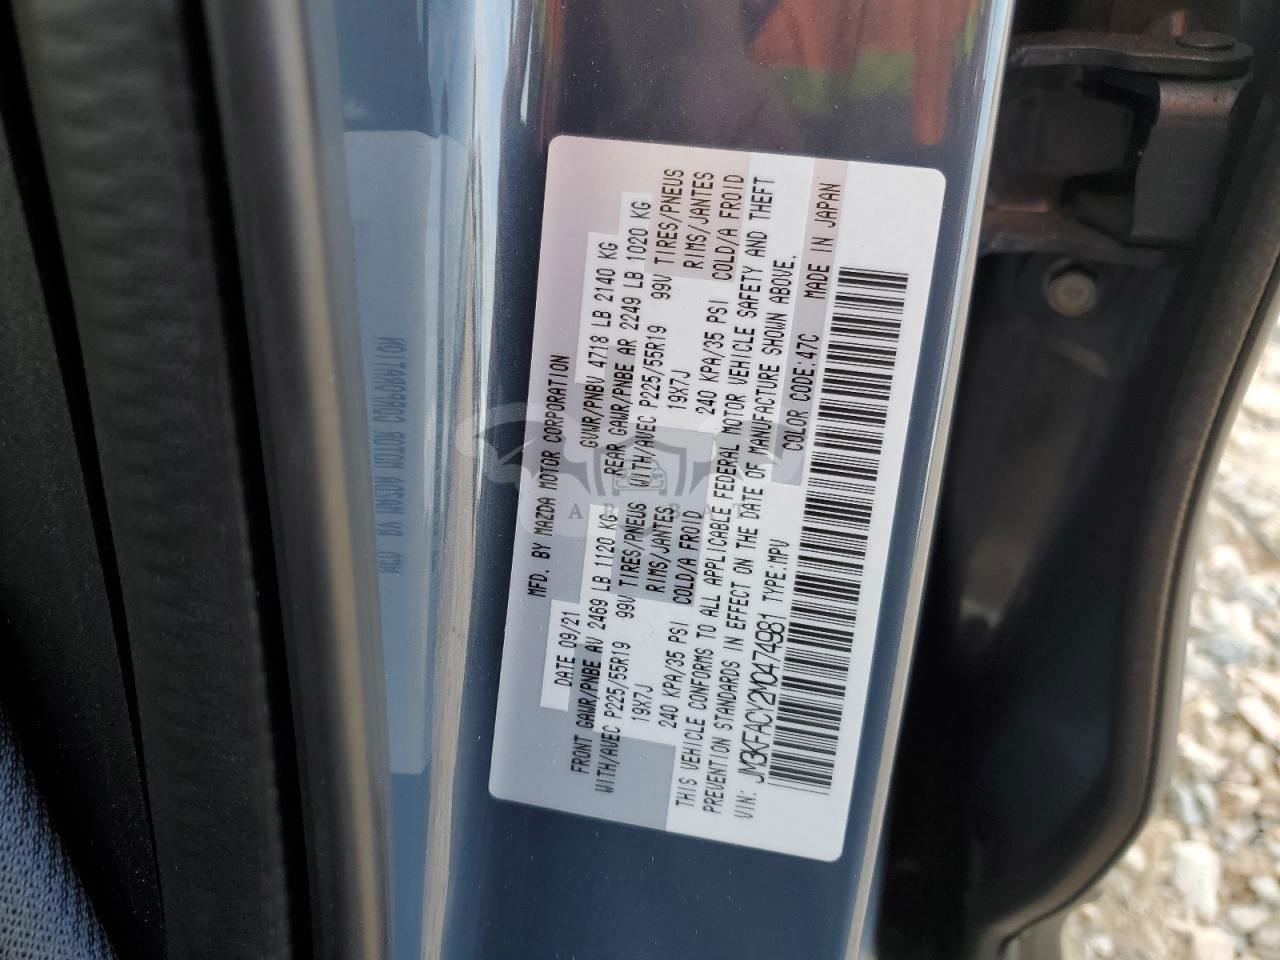 MFD. BY MAZDA MOTOR CORPORATION
DATE 09/21 GVWR/PNBV 4718 LB 2140 KG
FRONT GAWR/PNBE AV 2469 LB 1120 KG REAR GAWR/PNBE AR 2249 LB 1020 KG
WITH/AVEC P225/55R19 99V TIRES/PNEUS WITH/AVEC P225/55R19 99V TIRES/PNEUS
19X7J RIMS/JANTES 19X7J RIMS/JANTES
240 KPA/35 PSI COLD/A FROID 240 KPA/35 PSI COLD/A FROID
THIS VEHICLE CONFORMS TO ALL APPLICABLE FEDERAL MOTOR VEHICLE SAFETY AND THEFT
PREVENTION STANDARDS IN EFFECT ON THE DATE OF MANUFACTURE SHOWN ABOVE.
VIN: JM3KFACY2N0474981 TYPE:MPV COLOR CODE:47C MADE IN JAPAN